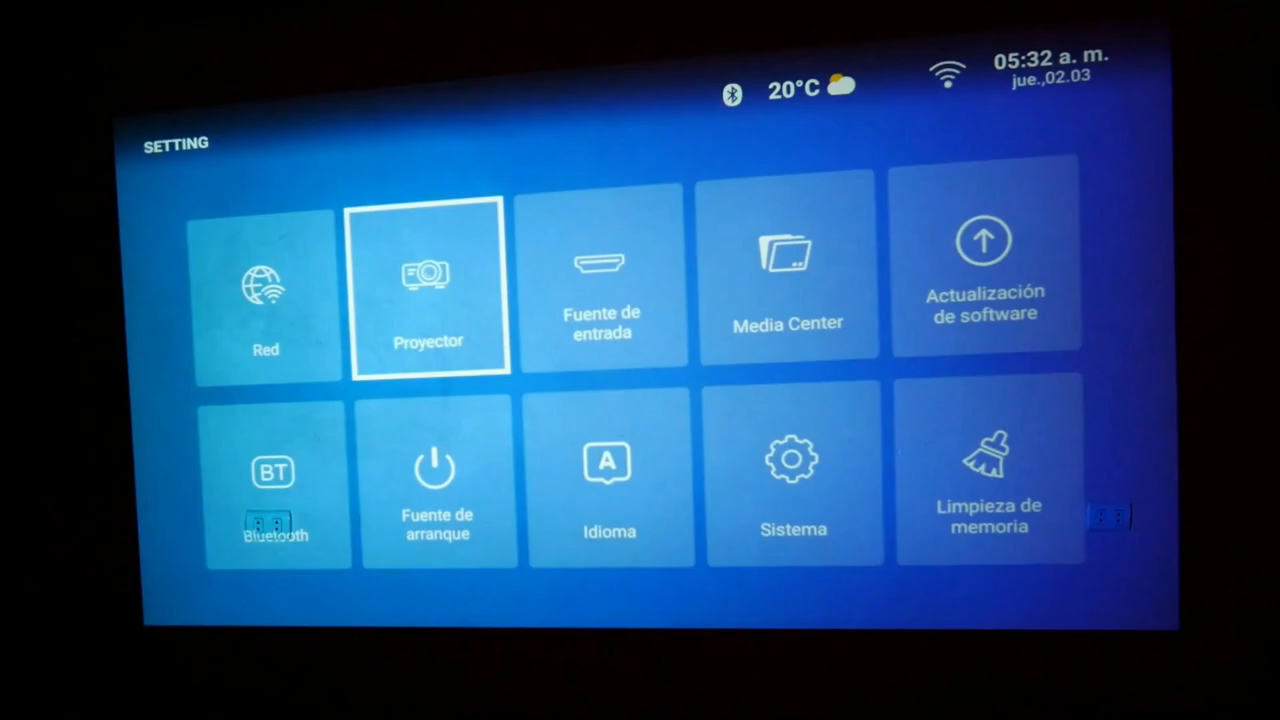 20°C
05:32 a. m.
jue.,02.03
SETTING
Red
Proyector
Fuente de
entrada
Media Center
Actualización
de software
BT
Bluetooth
Fuente de
arranque
A
Idioma
Sistema
Limpieza de
memoria